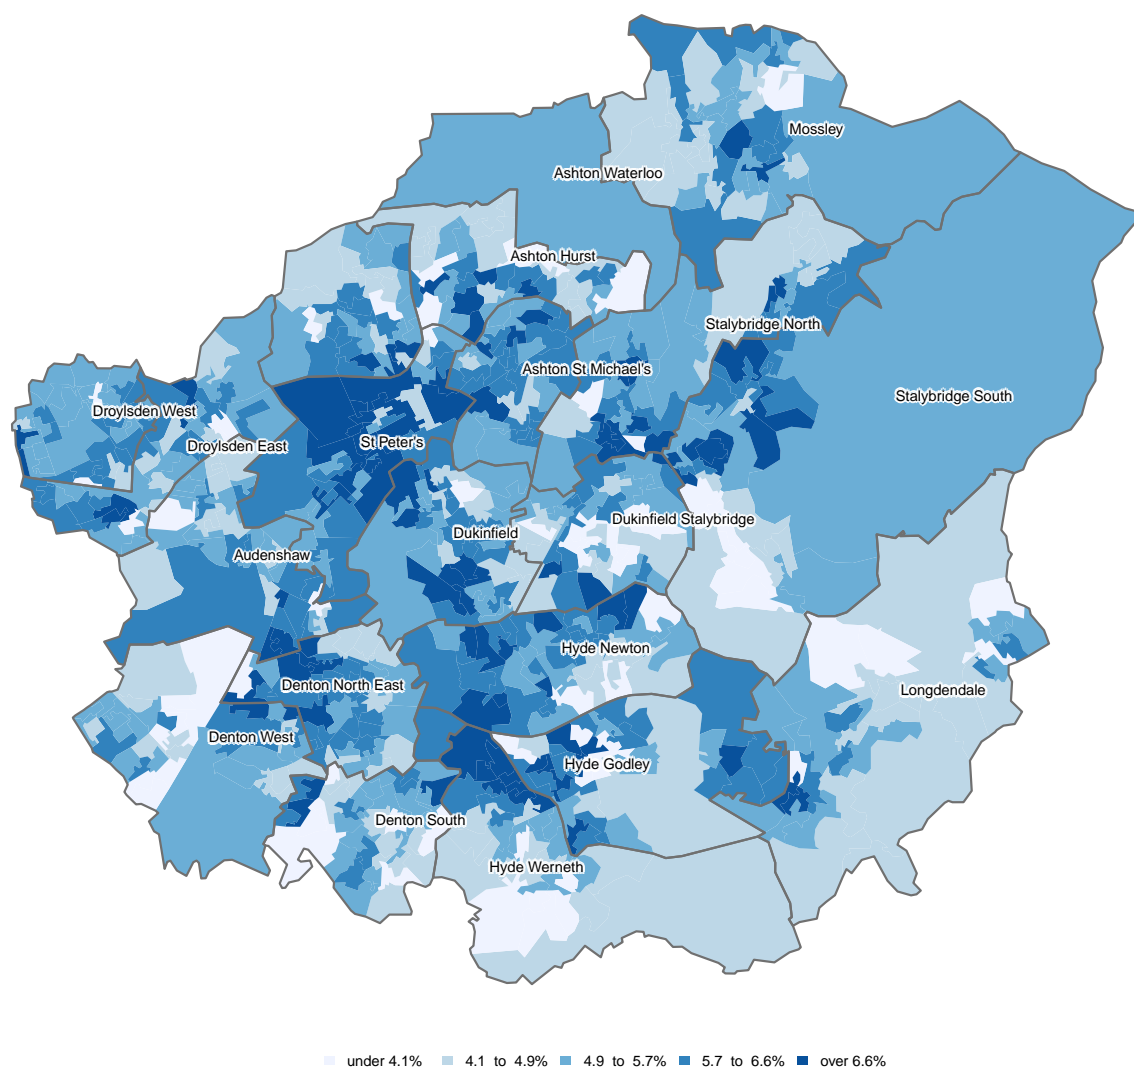 Mossley
Ashton Waterloo
Ashton Hurst
Stalybridge North
Ashton St Michael's
Stalybridge South
Droylsden West
St Peter's
Droylsden East
Dukinfield Stalybridge
Dukinfield
Audenshaw
Hyde Newton
Denton North East
Longdendale
Denton West
Hyde Godley
Denton South
Hyde Werneth
under 4.1% 4.1 to 4.9% 4.9 to 5.7% 5.7 to 6.6% over 6.6%